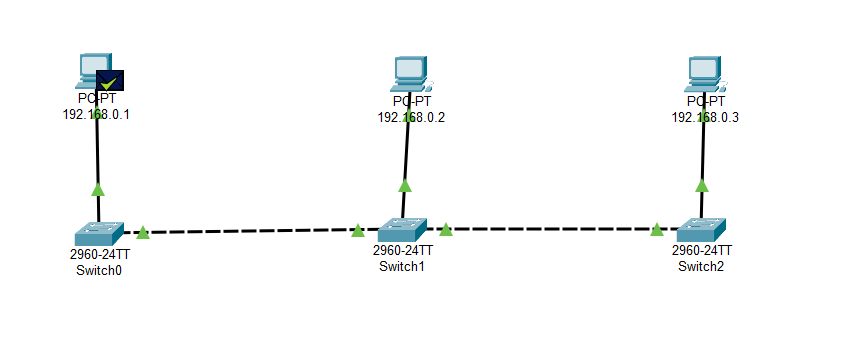 PC-PT
192.168.0.1
PC-PT
192.168.0.2
PC-PT
192.168.0.3
2960-24TT
Switch0
2960-24TT
Switch1
2960-24TT
Switch2